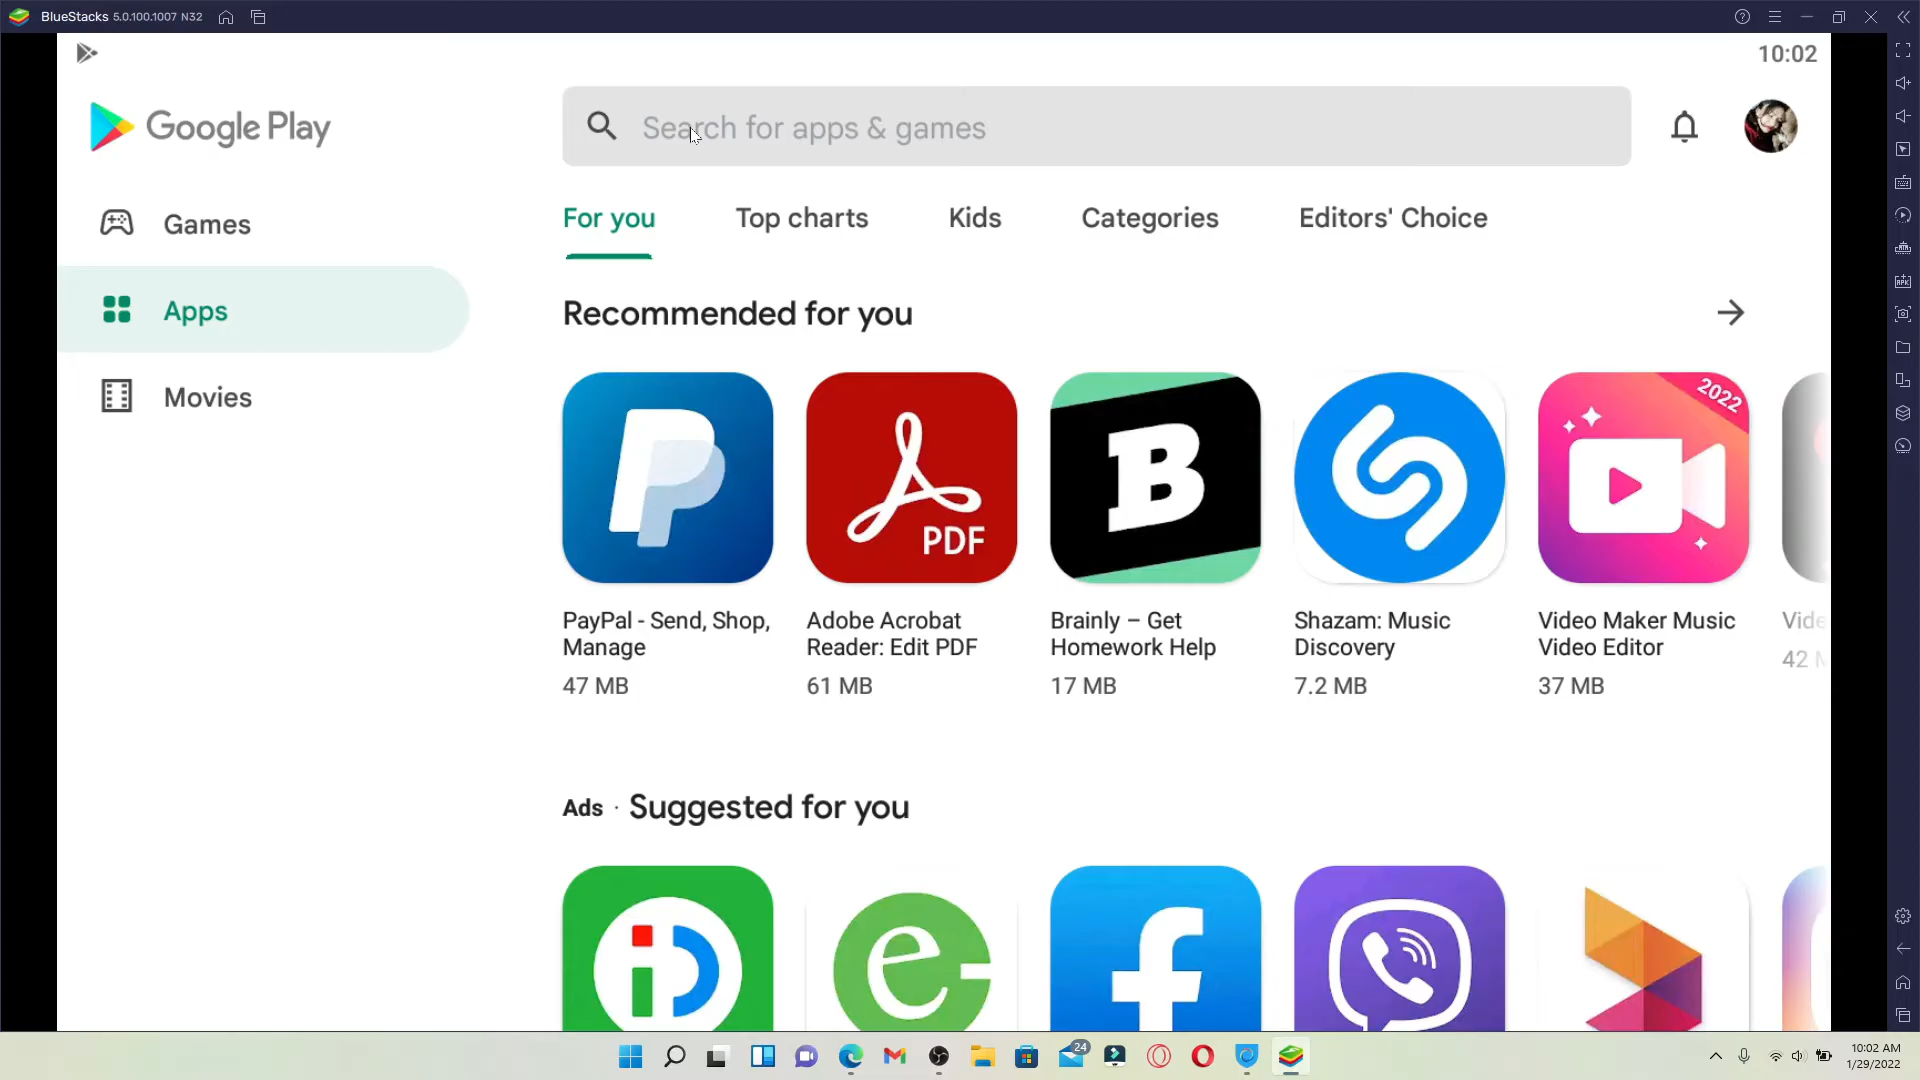 BlueStacks 5.0.100.1007 N32
10:02
Google Play
Search for apps & games
Games
Apps
Movies
For you
Top charts
Kids
Categories
Editors' Choice
Recommended for you
2022
PDF
B
PayPal - Send, Shop,
Manage
47 MB
Adobe Acrobat
Reader: Edit PDF
61 MB
Brainly – Get
Homework Help
17 MB
Shazam: Music
Discovery
7.2 MB
Video Maker Music
Video Editor
37 MB
Vide
42 M
Ads · Suggested for you
24
10:02 AM
1/29/2022